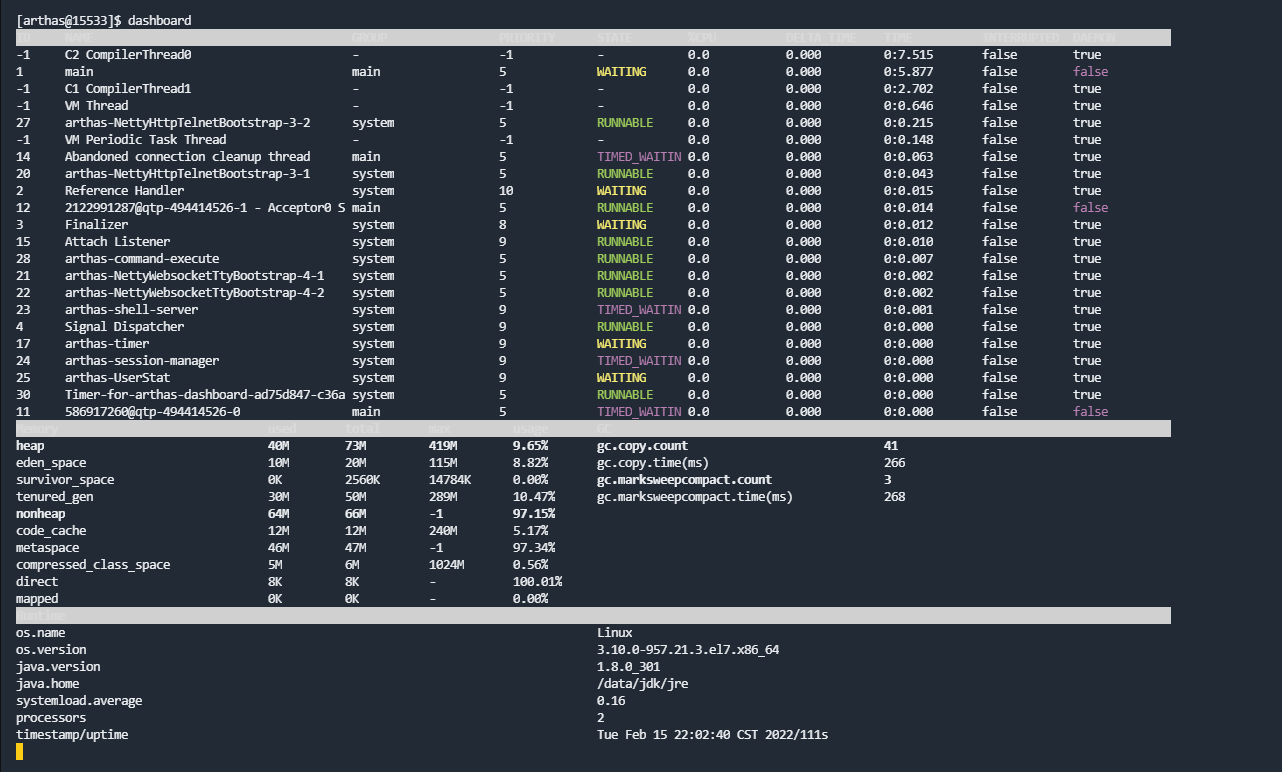 [arthas@15533]$ dashboard
ID NAME GROUP PRIORITY STATE %CPU DELTA_TIME TIME INTERRUPTED DAEMON
-1 C2 CompilerThread0 - -1 - 0.0 0.000 0:7.515 false true
1 main main 5 WAITING 0.0 0.000 0:5.877 false false
-1 C1 CompilerThread1 - -1 - 0.0 0.000 0:2.702 false true
-1 VM Thread - -1 - 0.0 0.000 0:0.646 false true
27 arthas-NettyHttpTelnetBootstrap-3-2 system 5 RUNNABLE 0.0 0.000 0:0.215 false true
-1 VM Periodic Task Thread - -1 - 0.0 0.000 0:0.148 false true
14 Abandoned connection cleanup thread main 5 TIMED_WAITIN 0.0 0.000 0:0.063 false true
20 arthas-NettyHttpTelnetBootstrap-3-1 system 5 RUNNABLE 0.0 0.000 0:0.043 false true
2 Reference Handler system 10 WAITING 0.0 0.000 0:0.015 false true
12 2122991287@qtp-494414526-1 - Acceptor0 S main 5 RUNNABLE 0.0 0.000 0:0.014 false false
3 Finalizer system 8 WAITING 0.0 0.000 0:0.012 false true
15 Attach Listener system 9 RUNNABLE 0.0 0.000 0:0.010 false true
28 arthas-command-execute system 5 RUNNABLE 0.0 0.000 0:0.007 false true
21 arthas-NettyWebsocketTtyBootstrap-4-1 system 5 RUNNABLE 0.0 0.000 0:0.002 false true
22 arthas-NettyWebsocketTtyBootstrap-4-2 system 5 RUNNABLE 0.0 0.000 0:0.002 false true
23 arthas-shell-server system 9 TIMED_WAITIN 0.0 0.000 0:0.001 false true
4 Signal Dispatcher system 9 RUNNABLE 0.0 0.000 0:0.000 false true
17 arthas-timer system 9 WAITING 0.0 0.000 0:0.000 false true
24 arthas-session-manager system 9 TIMED_WAITIN 0.0 0.000 0:0.000 false true
25 arthas-UserStat system 9 WAITING 0.0 0.000 0:0.000 false true
30 Timer-for-arthas-dashboard-ad75d847-c36a system 5 RUNNABLE 0.0 0.000 0:0.000 false true
11 586917260@qtp-494414526-0 main 5 TIMED_WAITIN 0.0 0.000 0:0.000 false false
Memory used total max usage GC
heap 40M 73M 419M 9.65% gc.copy.count 41
eden_space 10M 20M 115M 8.82% gc.copy.time(ms) 266
survivor_space 0K 2560K 14784K 0.00% gc.marksweepcompact.count 3
tenured_gen 30M 50M 289M 10.47% gc.marksweepcompact.time(ms) 268
nonheap 64M 66M -1 97.15%
code_cache 12M 12M 240M 5.17%
metaspace 46M 47M -1 97.34%
compressed_class_space 5M 6M 1024M 0.56%
direct 8K 8K - 100.01%
mapped 0K 0K - 0.00%
Runtime
os.name Linux
os.version 3.10.0-957.21.3.el7.x86_64
java.version 1.8.0_301
java.home /data/jdk/jre
systemload.average 0.16
processors 2
timestamp/uptime Tue Feb 15 22:02:40 CST 2022/111s